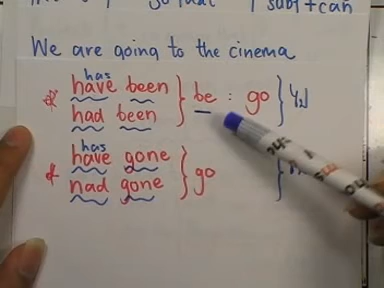 +can
We are going to the cinema
has
have been } be : go }
had been
has
have gone } go }
had gone